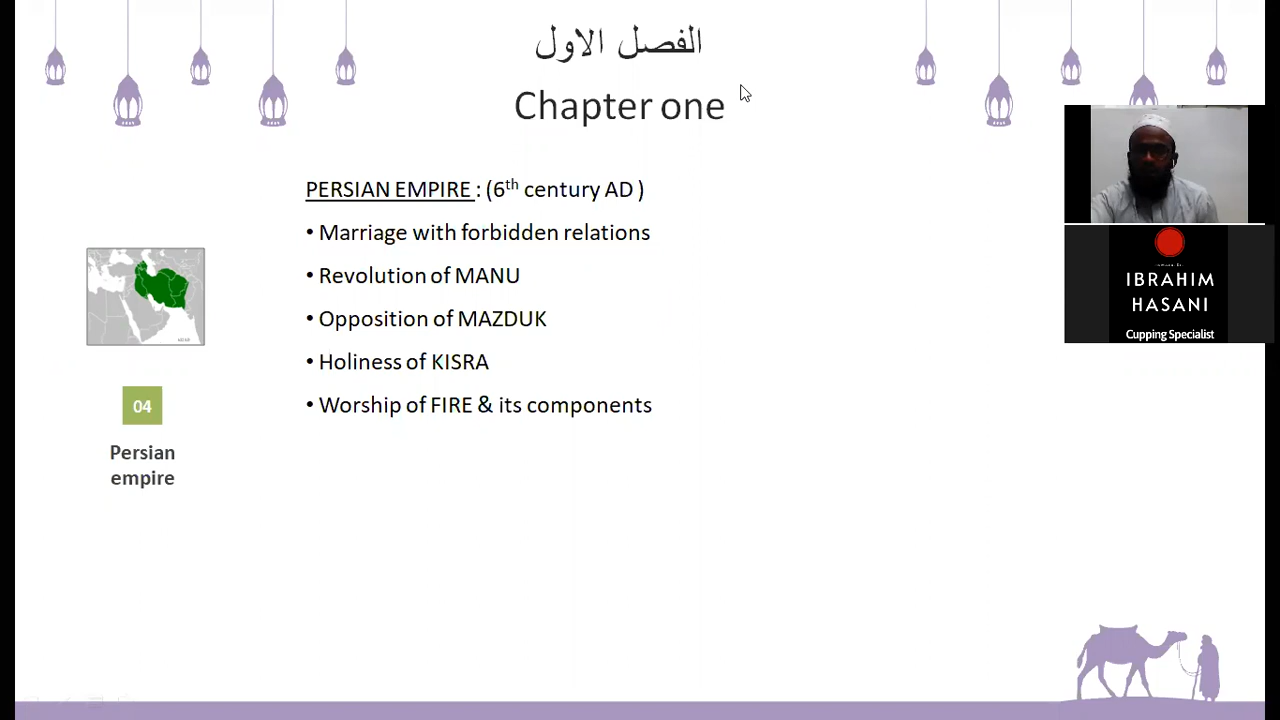 الفصل الاول
Chapter one
PERSIAN EMPIRE : (6th century AD )
• Marriage with forbidden relations
• Revolution of MANU
• Opposition of MAZDUK
• Holiness of KISRA
• Worship of FIRE & its components
04
Persian
empire
IBRAHIM
HASANI
Cupping Specialist